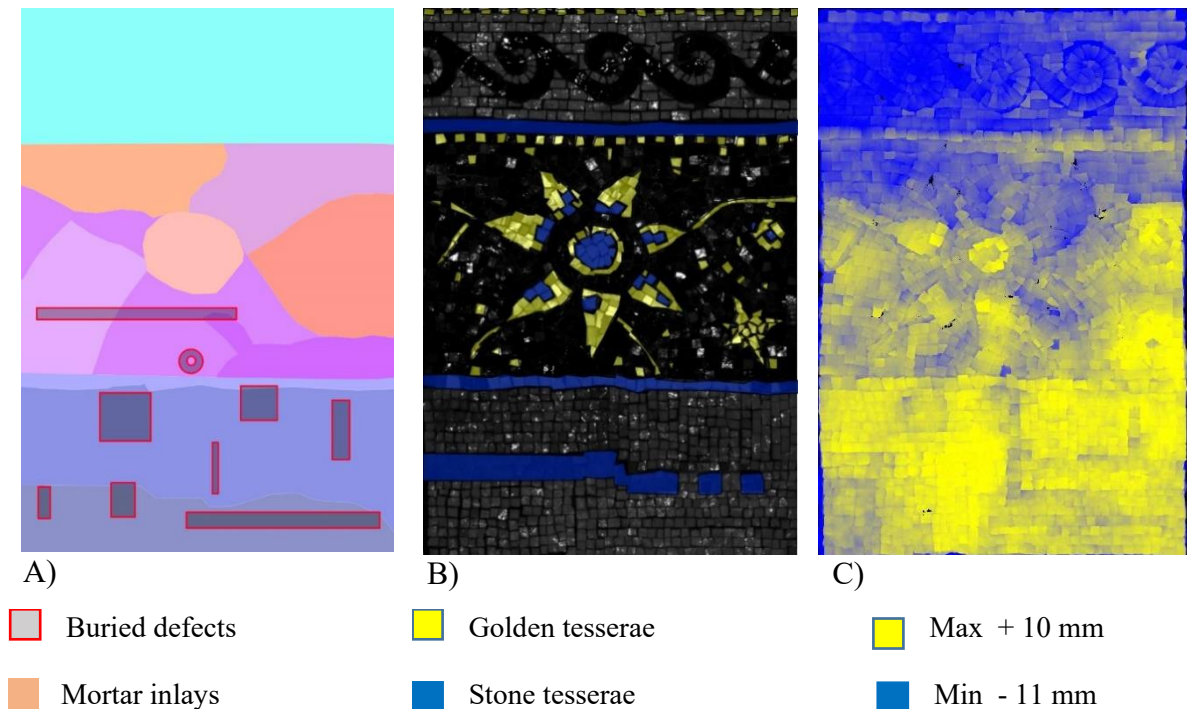 A)
B)
C)
Buried defects
Golden tesserae
Max + 10 mm
Mortar inlays
Stone tesserae
Min - 11 mm